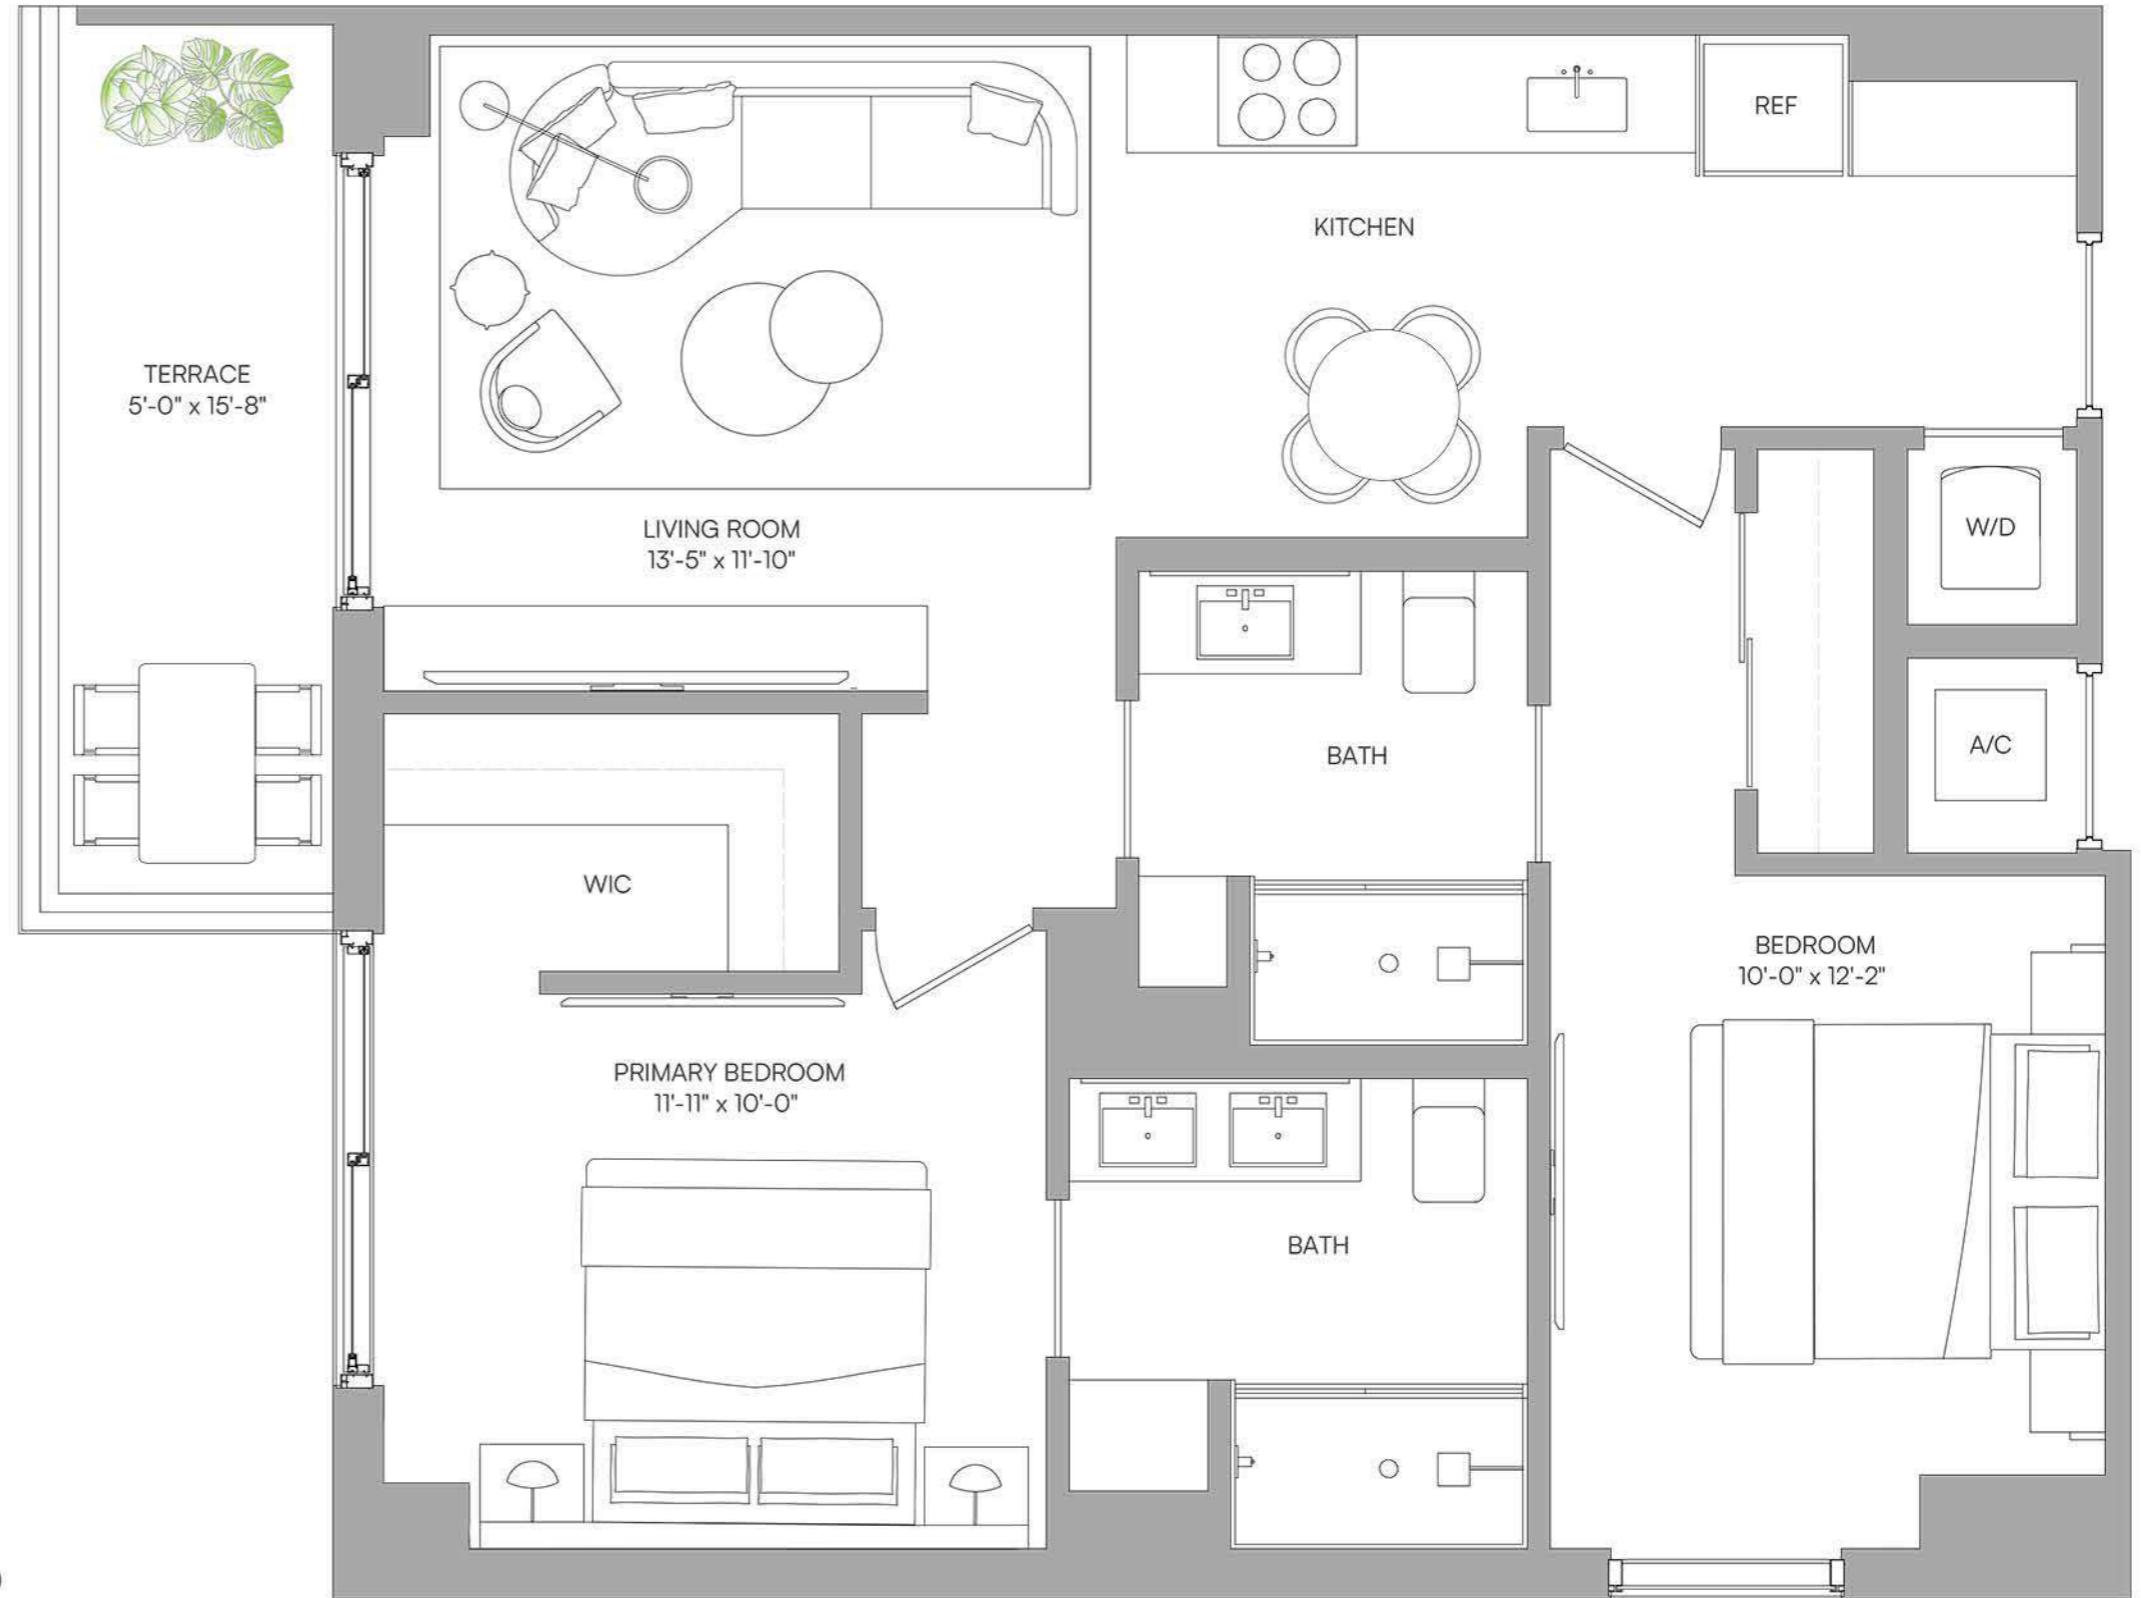 REF
KITCHEN
TERRACE
5'-0" x 15'-8"
LIVING ROOM
13'-5" x 11'-10"
W/D
A/C
BATH
WIC
BEDROOM
10'-0" x 12'-2"
PRIMARY BEDROOM
11'-11" x 10'-0"
BATH